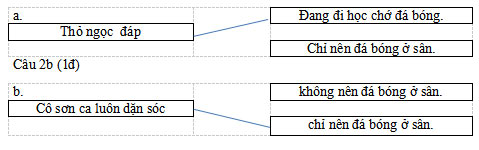 a.
Đang đi học chớ đá bóng.
Thỏ ngọc đáp
Chỉ nên đá bóng ở sân.
Câu 2b (1đ)
b.
không nên đá bóng ở sân.
Cô sơn ca luôn dặn sóc
chỉ nên đá bóng ở sân.